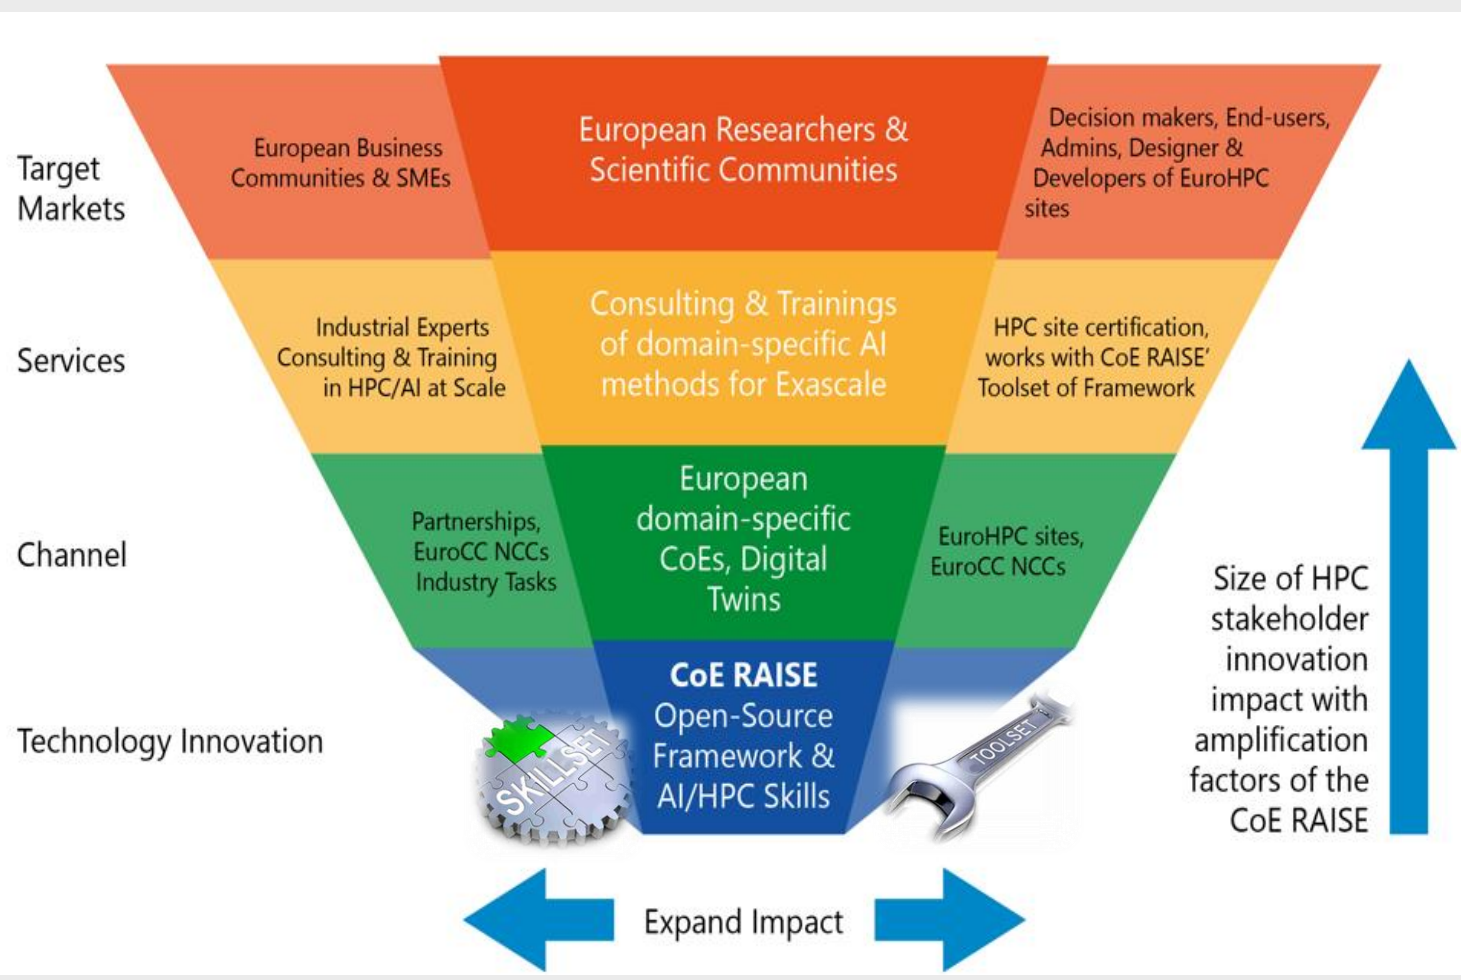 Target
Markets
European Business
Communities & SMEs
European Researchers &
Scientific Communities
Decision makers, End-users,
Admins, Designer &
Developers of EuroHPC
sites
Services
Industrial Experts
Consulting & Training
in HPC/AI at Scale
Consulting & Trainings
of domain-specific AI
methods for Exascale
HPC site certification,
works with CoE RAISE'
Toolset of Framework
Channel
Partnerships,
EuroCC NCCs
Industry Tasks
European
domain-specific
CoEs, Digital
Twins
EuroHPC sites,
EuroCC NCCs
Technology Innovation
SKILLSET
CoE RAISE
Open-Source
Framework &
AI/HPC Skills
TOOLSET
Size of HPC
stakeholder
innovation
impact with
amplification
factors of the
CoE RAISE
Expand Impact